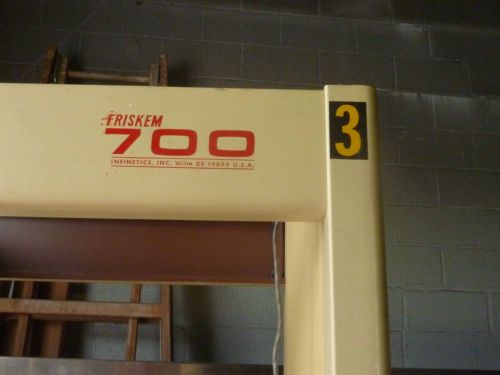 FRISKEM
700
INFINETICS, INC. Wilm DE 19899 U.S.A.
3